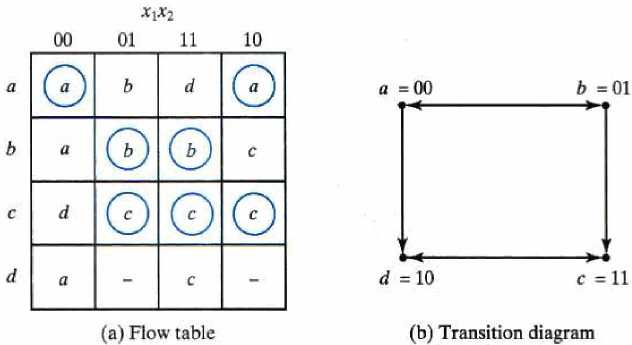 x₁x₂
00 01 11 10
a a b d a
b a b b c
c d c c c
d a – c –
(a) Flow table
a = 00 b = 01
d = 10 c = 11
(b) Transition diagram